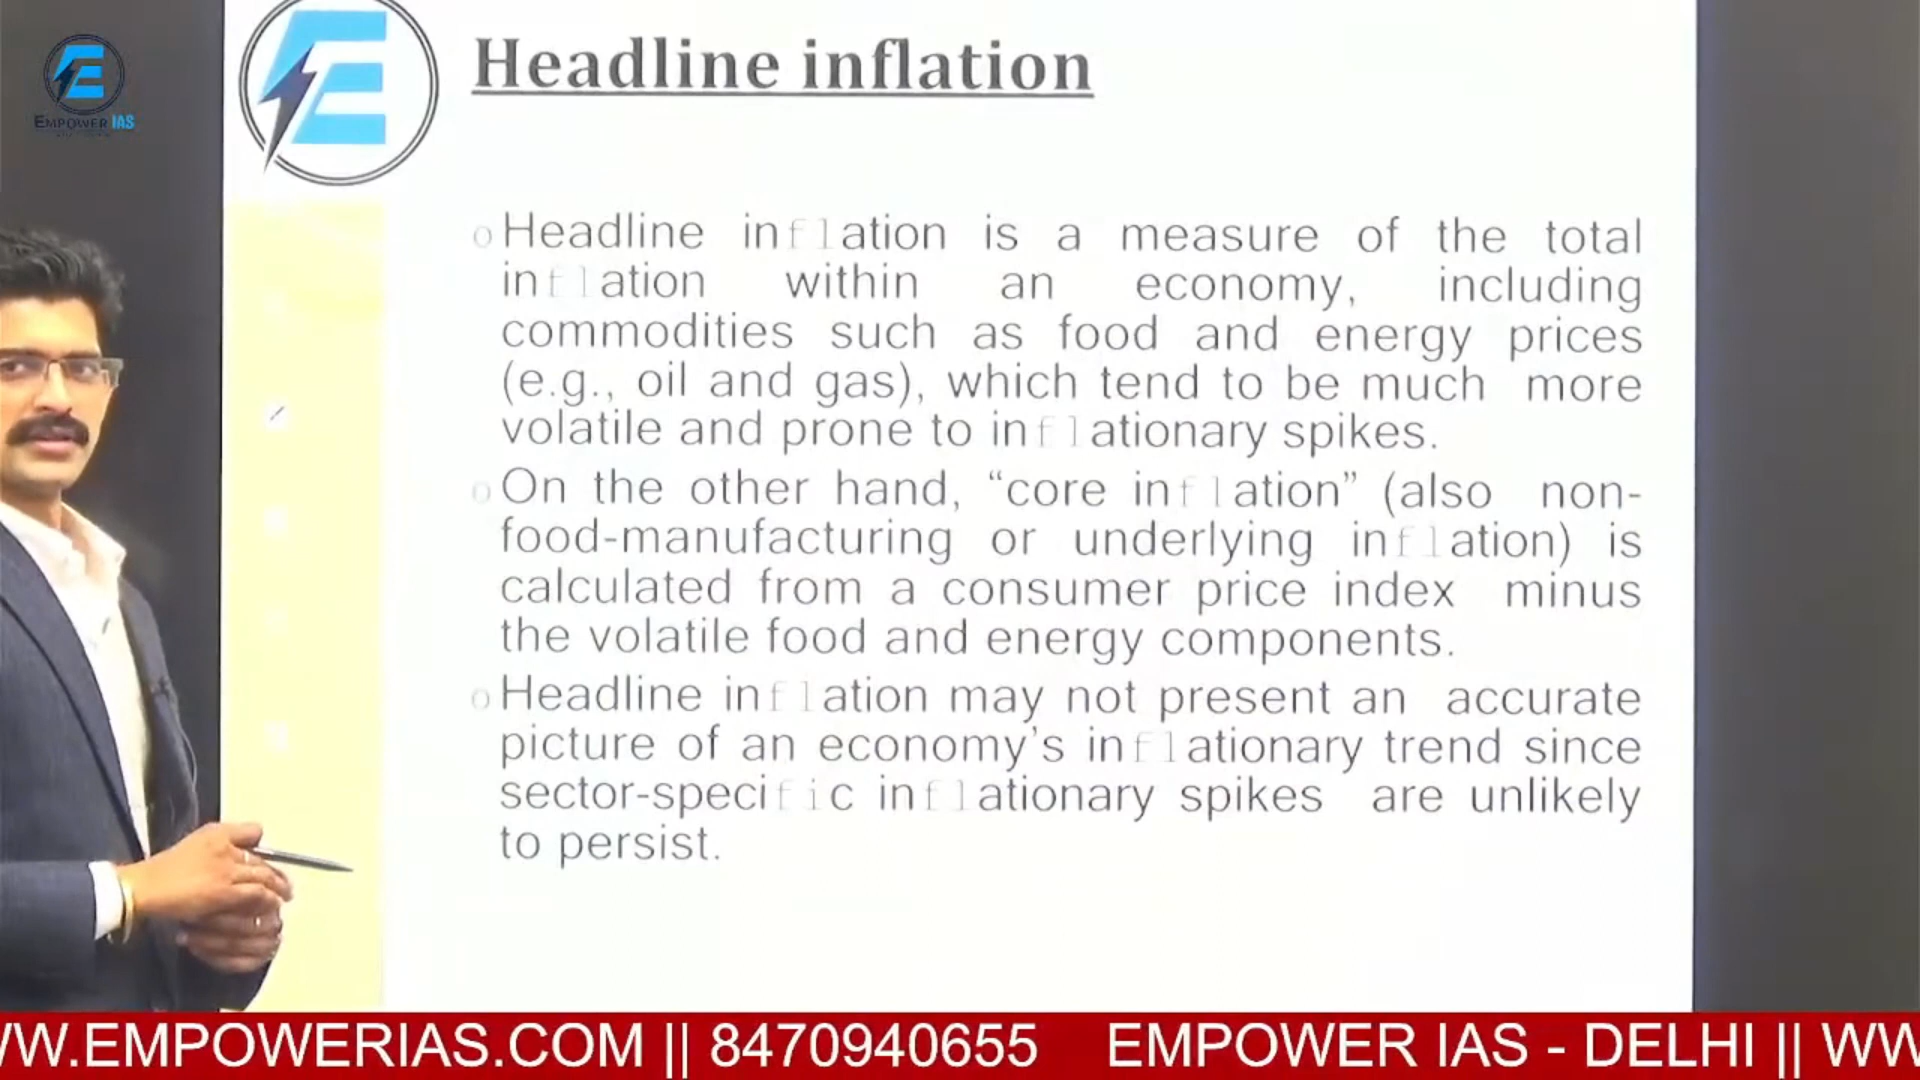 EMPOWER IAS
Headline inflation
o Headline inflation is a measure of the total
inflation within an economy, including
commodities such as food and energy prices
(e.g., oil and gas), which tend to be much more
volatile and prone to inflationary spikes.
o On the other hand, “core inflation” (also non-
food-manufacturing or underlying inflation) is
calculated from a consumer price index minus
the volatile food and energy components.
o Headline inflation may not present an accurate
picture of an economy’s inflationary trend since
sector-specific inflationary spikes are unlikely
to persist.
WW.EMPOWERIAS.COM || 8470940655 EMPOWER IAS - DELHI || WW